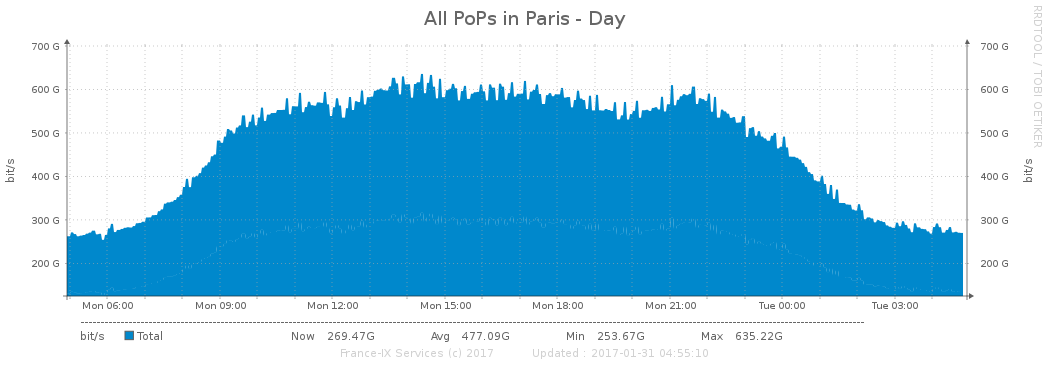 All PoPs in Paris - Day
RRDTOOL / TOBI OETIKER
700 G 700 G
600 G 600 G
500 G 500 G
400 G 400 G
300 G 300 G
200 G 200 G
bit/s
bit/s
Mon 06:00 Mon 09:00 Mon 12:00 Mon 15:00 Mon 18:00 Mon 21:00 Tue 00:00 Tue 03:00
bit/s Total Now 269.47G Avg 477.09G Min 253.67G Max 635.22G
France-IX Services (c) 2017 Updated : 2017-01-31 04:55:10